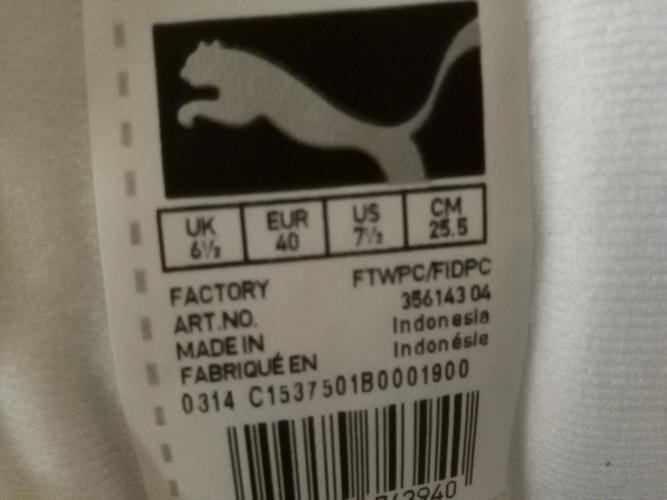 UK EUR US CM
6½ 40 7½ 25.5
FACTORY FTWPC/FIDPC
ART.NO. 356143 04
MADE IN Indonesia
FABRIQUÉ EN Indonésie
0314 C1537501B0001900
743940